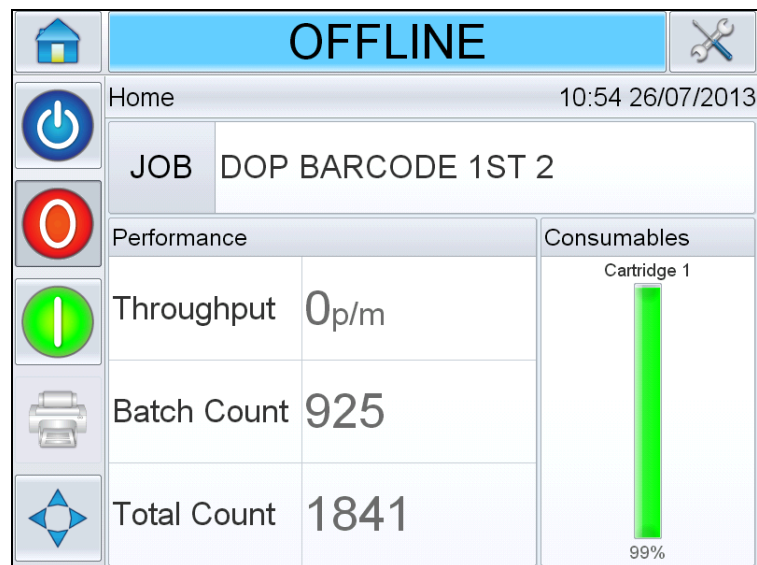 OFFLINE
Home 10:54 26/07/2013
JOB DOP BARCODE 1ST 2
Performance
Throughput 0p/m
Batch Count 925
Total Count 1841
Consumables
Cartridge 1
99%